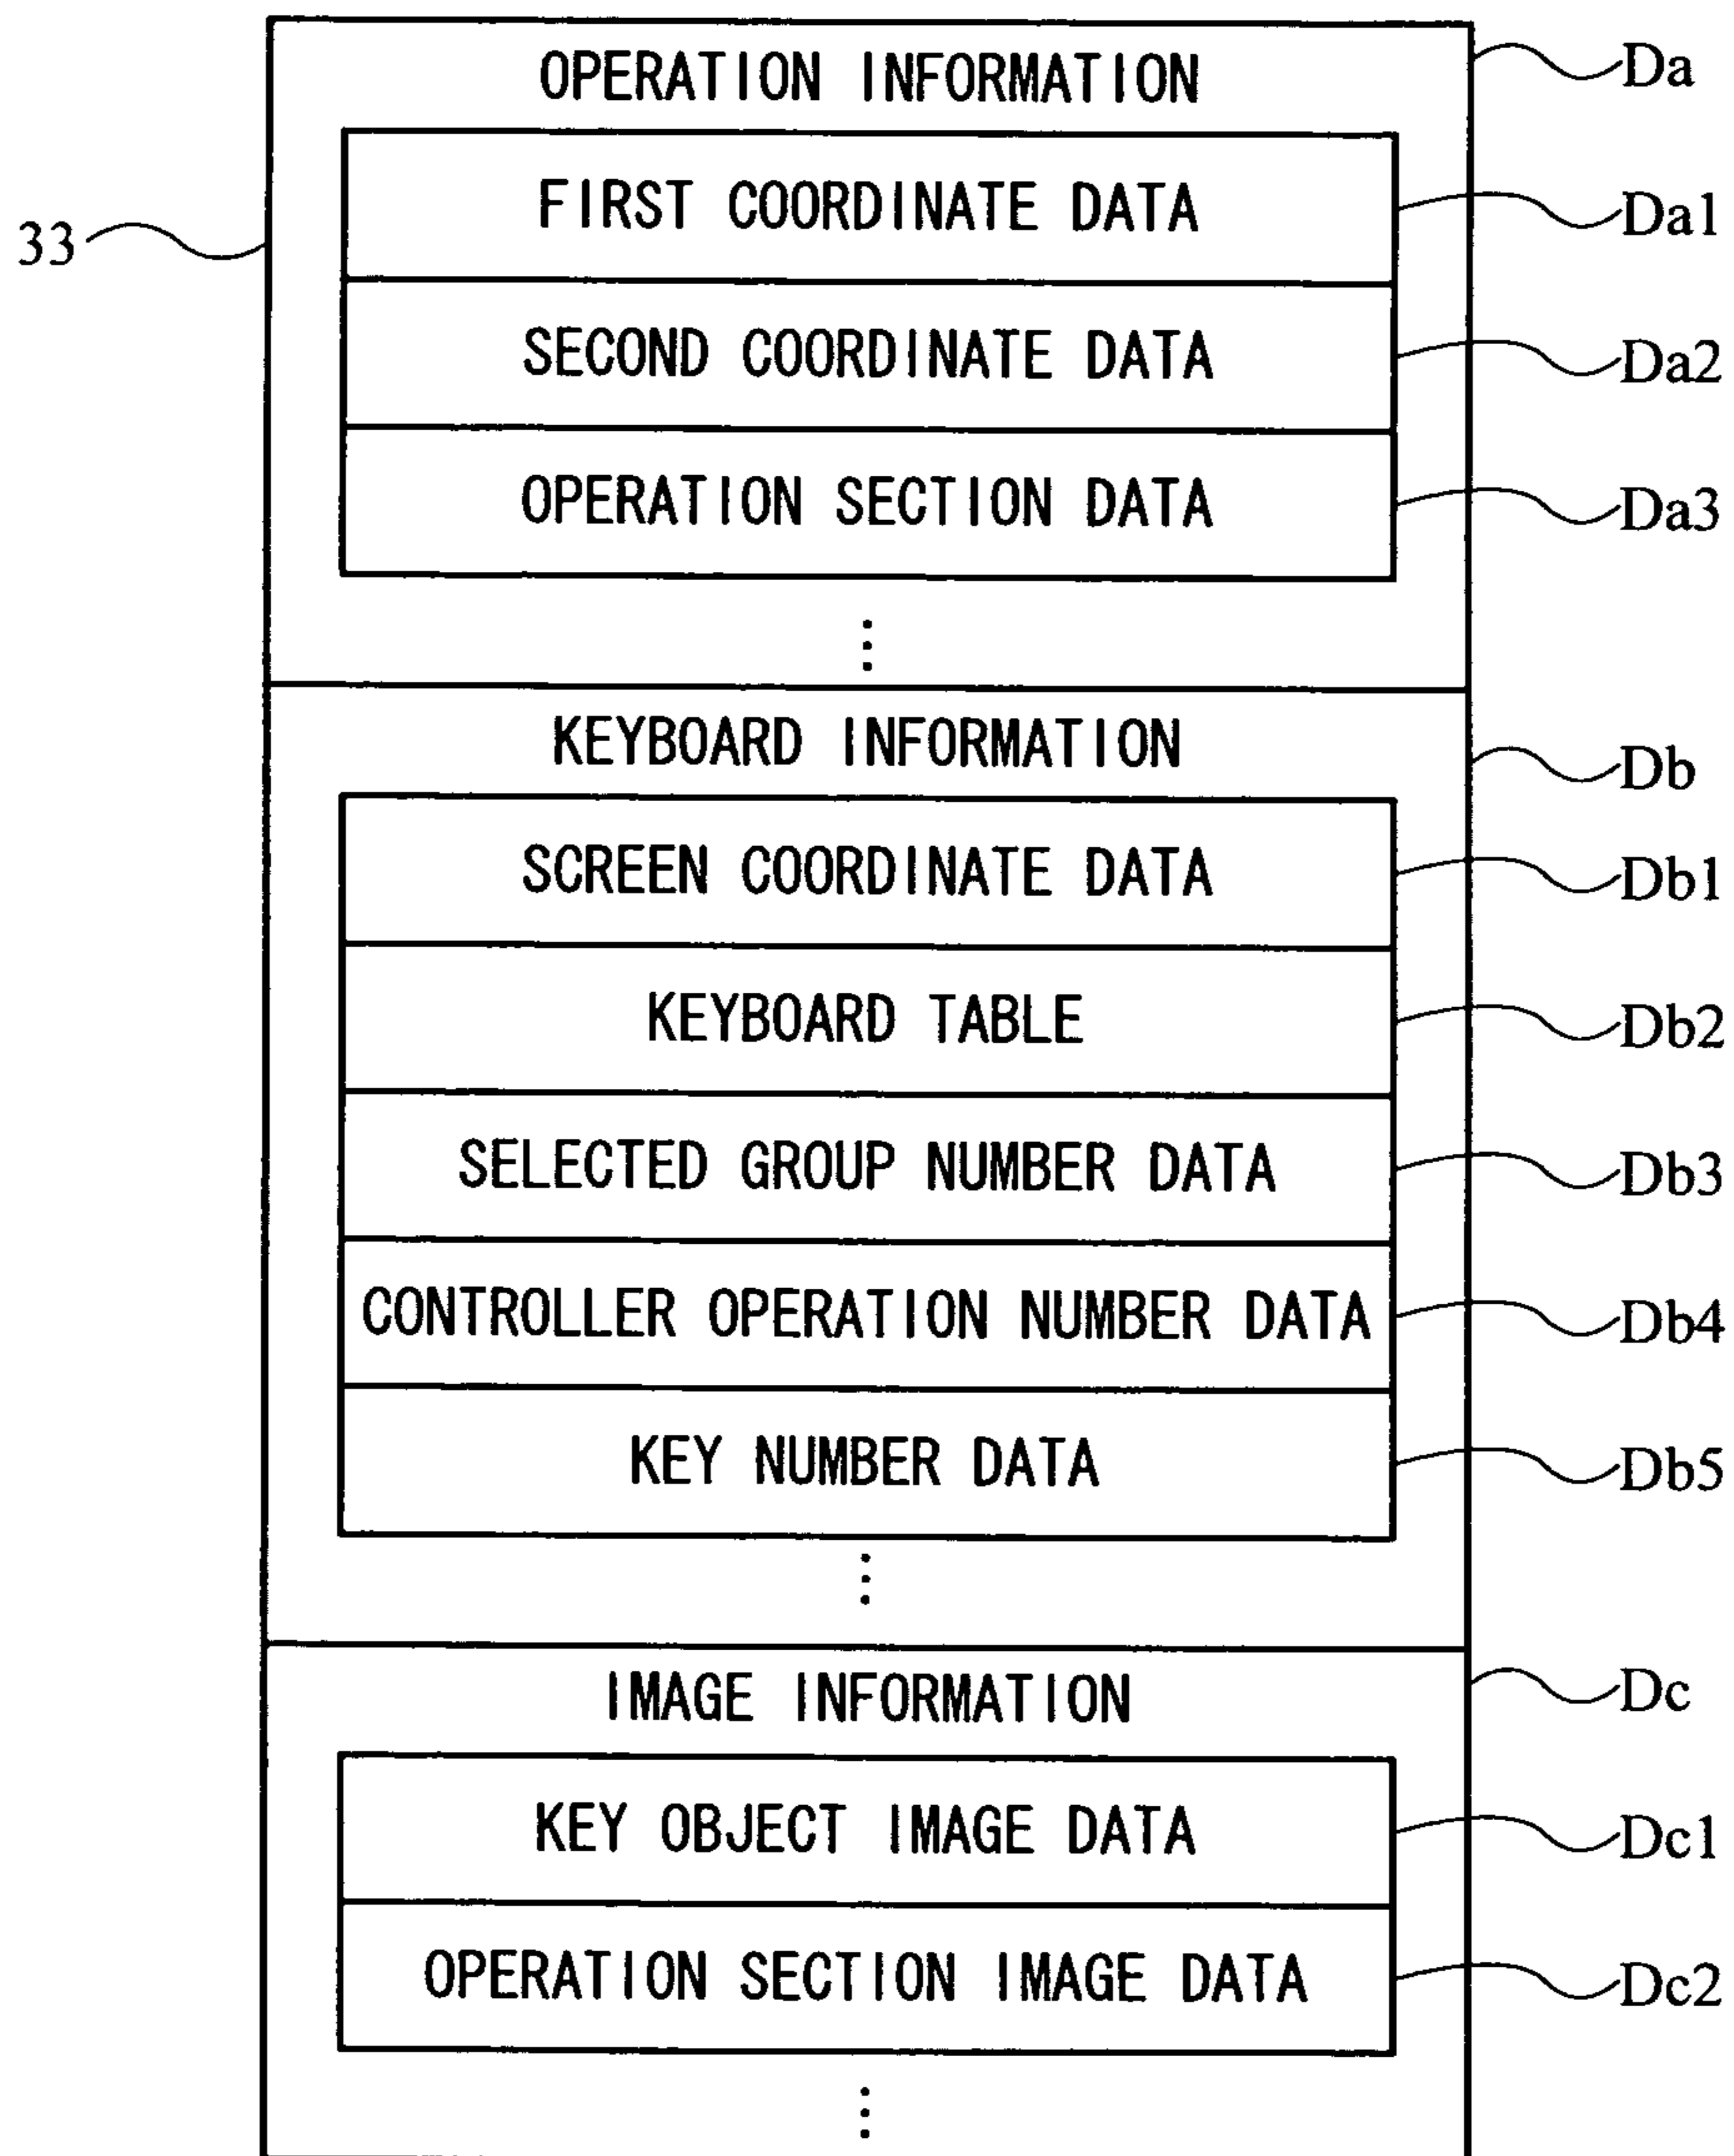 OPERATION INFORMATION Da
FIRST COORDINATE DATA Da1
33
SECOND COORDINATE DATA Da2
OPERATION SECTION DATA Da3
KEYBOARD INFORMATION Db
SCREEN COORDINATE DATA Db1
KEYBOARD TABLE Db2
SELECTED GROUP NUMBER DATA Db3
CONTROLLER OPERATION NUMBER DATA Db4
KEY NUMBER DATA Db5
IMAGE INFORMATION Dc
KEY OBJECT IMAGE DATA Dc1
OPERATION SECTION IMAGE DATA Dc2